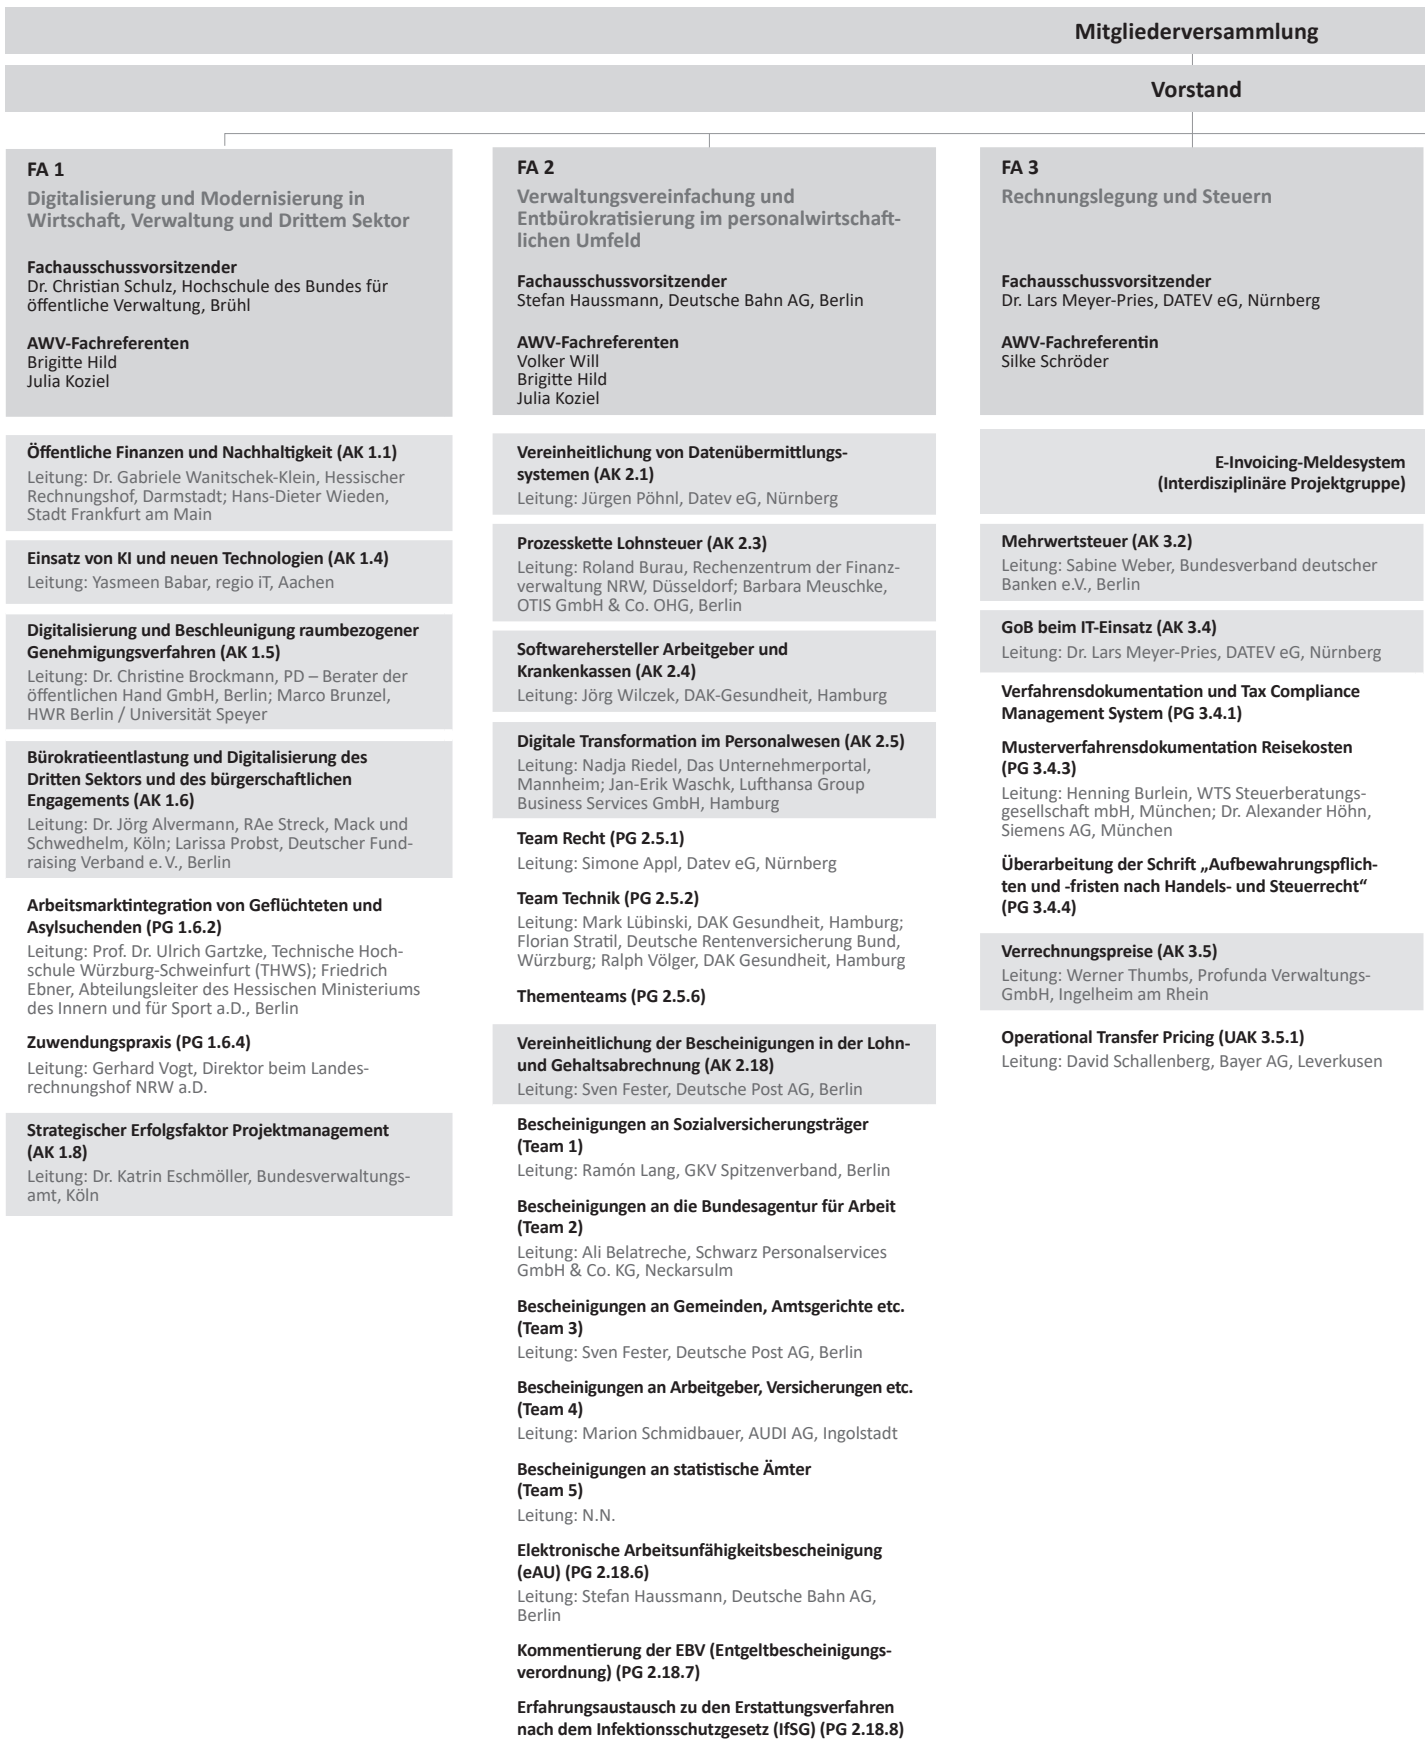 Mitgliederversammlung
Vorstand
FA 1
Digitalisierung und Modernisierung in
Wirtschaft, Verwaltung und Drittem Sektor
Fachausschussvorsitzender
Dr. Christian Schulz, Hochschule des Bundes für
öffentliche Verwaltung, Brühl
AWV-Fachreferenten
Brigitte Hild
Julia Koziel
Öffentliche Finanzen und Nachhaltigkeit (AK 1.1)
Leitung: Dr. Gabriele Wanitschek-Klein, Hessischer
Rechnungshof, Darmstadt; Hans-Dieter Wieden,
Stadt Frankfurt am Main
Einsatz von KI und neuen Technologien (AK 1.4)
Leitung: Yasmeen Babar, regio iT, Aachen
Digitalisierung und Beschleunigung raumbezogener
Genehmigungsverfahren (AK 1.5)
Leitung: Dr. Christine Brockmann, PD – Berater der
öffentlichen Hand GmbH, Berlin; Marco Brunzel,
HWR Berlin / Universität Speyer
Bürokratieentlastung und Digitalisierung des
Dritten Sektors und des bürgerschaftlichen
Engagements (AK 1.6)
Leitung: Dr. Jörg Alvermann, RAe Streck, Mack und
Schwedhelm, Köln; Larissa Probst, Deutscher Fund-
raising Verband e. V., Berlin
Arbeitsmarktintegration von Geflüchteten und
Asylsuchenden (PG 1.6.2)
Leitung: Prof. Dr. Ulrich Gartzke, Technische Hoch-
schule Würzburg-Schweinfurt (THWS); Friedrich
Ebner, Abteilungsleiter des Hessischen Ministeriums
des Innern und für Sport a.D., Berlin
Zuwendungspraxis (PG 1.6.4)
Leitung: Gerhard Vogt, Direktor beim Landes-
rechnungshof NRW a.D.
Strategischer Erfolgsfaktor Projektmanagement
(AK 1.8)
Leitung: Dr. Katrin Eschmöller, Bundesverwaltungs-
amt, Köln
FA 2
Verwaltungsvereinfachung und
Entbürokratisierung im personalwirtschaft-
lichen Umfeld
Fachausschussvorsitzender
Stefan Haussmann, Deutsche Bahn AG, Berlin
AWV-Fachreferenten
Volker Will
Brigitte Hild
Julia Koziel
Vereinheitlichung von Datenübermittlungs-
systemen (AK 2.1)
Leitung: Jürgen Pöhnl, Datev eG, Nürnberg
Prozesskette Lohnsteuer (AK 2.3)
Leitung: Roland Burau, Rechenzentrum der Finanz-
verwaltung NRW, Düsseldorf; Barbara Meuschke,
OTIS GmbH & Co. OHG, Berlin
Softwarehersteller Arbeitgeber und
Krankenkassen (AK 2.4)
Leitung: Jörg Wilczek, DAK-Gesundheit, Hamburg
Digitale Transformation im Personalwesen (AK 2.5)
Leitung: Nadja Riedel, Das Unternehmerportal,
Mannheim; Jan-Erik Waschk, Lufthansa Group
Business Services GmbH, Hamburg
Team Recht (PG 2.5.1)
Leitung: Simone Appl, Datev eG, Nürnberg
Team Technik (PG 2.5.2)
Leitung: Mark Lübinski, DAK Gesundheit, Hamburg;
Florian Stratil, Deutsche Rentenversicherung Bund,
Würzburg; Ralph Völger, DAK Gesundheit, Hamburg
Thementeams (PG 2.5.6)
Vereinheitlichung der Bescheinigungen in der Lohn-
und Gehaltsabrechnung (AK 2.18)
Leitung: Sven Fester, Deutsche Post AG, Berlin
Bescheinigungen an Sozialversicherungsträger
(Team 1)
Leitung: Ramón Lang, GKV Spitzenverband, Berlin
Bescheinigungen an die Bundesagentur für Arbeit
(Team 2)
Leitung: Ali Belatreche, Schwarz Personalservices
GmbH & Co. KG, Neckarsulm
Bescheinigungen an Gemeinden, Amtsgerichte etc.
(Team 3)
Leitung: Sven Fester, Deutsche Post AG, Berlin
Bescheinigungen an Arbeitgeber, Versicherungen etc.
(Team 4)
Leitung: Marion Schmidbauer, AUDI AG, Ingolstadt
Bescheinigungen an statistische Ämter
(Team 5)
Leitung: N.N.
Elektronische Arbeitsunfähigkeitsbescheinigung
(eAU) (PG 2.18.6)
Leitung: Stefan Haussmann, Deutsche Bahn AG,
Berlin
Kommentierung der EBV (Entgeltbescheinigungs-
verordnung) (PG 2.18.7)
Erfahrungsaustausch zu den Erstattungsverfahren
nach dem Infektionsschutzgesetz (IfSG) (PG 2.18.8)
FA 3
Rechnungslegung und Steuern
Fachausschussvorsitzender
Dr. Lars Meyer-Pries, DATEV eG, Nürnberg
AWV-Fachreferentin
Silke Schröder
E-Invoicing-Meldesystem
(Interdisziplinäre Projektgruppe)
Mehrwertsteuer (AK 3.2)
Leitung: Sabine Weber, Bundesverband deutscher
Banken e.V., Berlin
GoB beim IT-Einsatz (AK 3.4)
Leitung: Dr. Lars Meyer-Pries, DATEV eG, Nürnberg
Verfahrensdokumentation und Tax Compliance
Management System (PG 3.4.1)
Musterverfahrensdokumentation Reisekosten
(PG 3.4.3)
Leitung: Henning Burlein, WTS Steuerberatungs-
gesellschaft mbH, München; Dr. Alexander Höhn,
Siemens AG, München
Überarbeitung der Schrift „Aufbewahrungspflich-
ten und -fristen nach Handels- und Steuerrecht“
(PG 3.4.4)
Verrechnungspreise (AK 3.5)
Leitung: Werner Thumbs, Profunda Verwaltungs-
GmbH, Ingelheim am Rhein
Operational Transfer Pricing (UAK 3.5.1)
Leitung: David Schallenberg, Bayer AG, Leverkusen